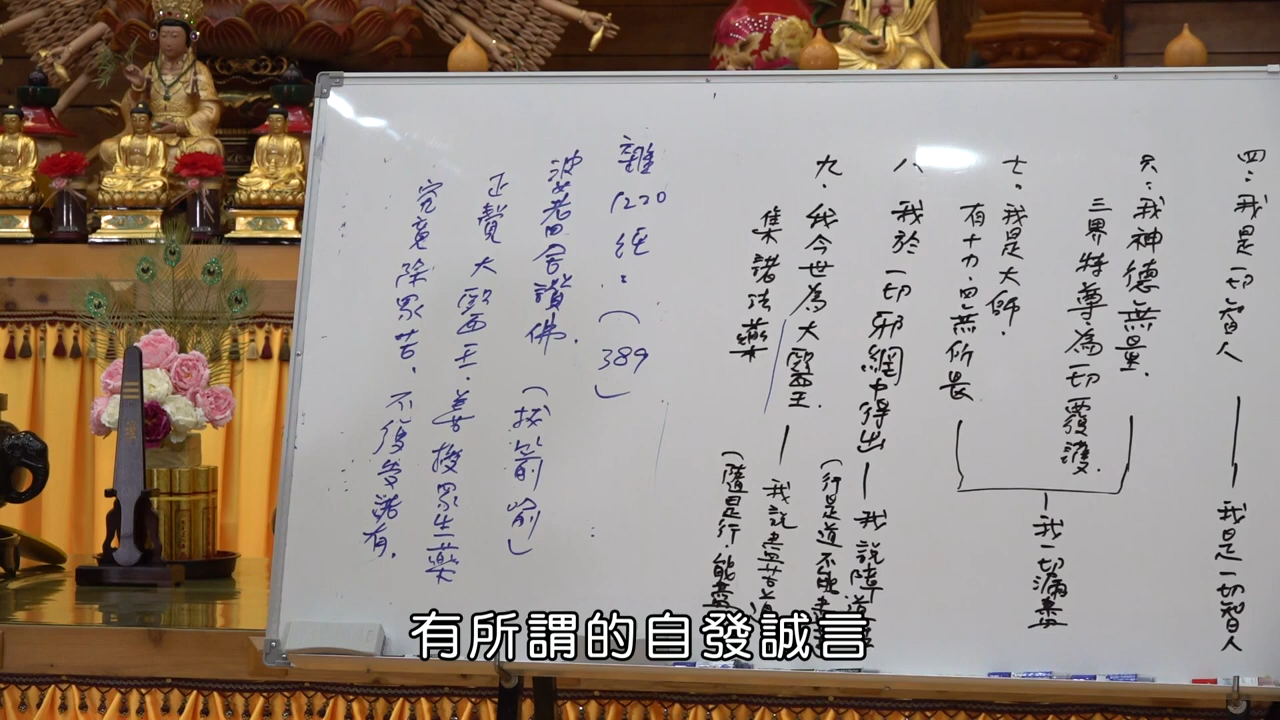 四：我是一切智人 — 我是一切智人
六：我神德無量.
三界特尊為一切覆護.
七。我是大師.
有十力.四無所畏
我一切漏盡
八 我於一切邪網中得出 — 我說障道
(行是道不能
九．我今世為大醫王. — 我說盡苦道
集諸法藥
(隨是行能盡
雜1220經：(389)
波耆舍讚佛. (拔箭喻)
正覺大醫王.善投眾生藥
究竟除眾苦.不復受諸有.
有所謂的自發誠言